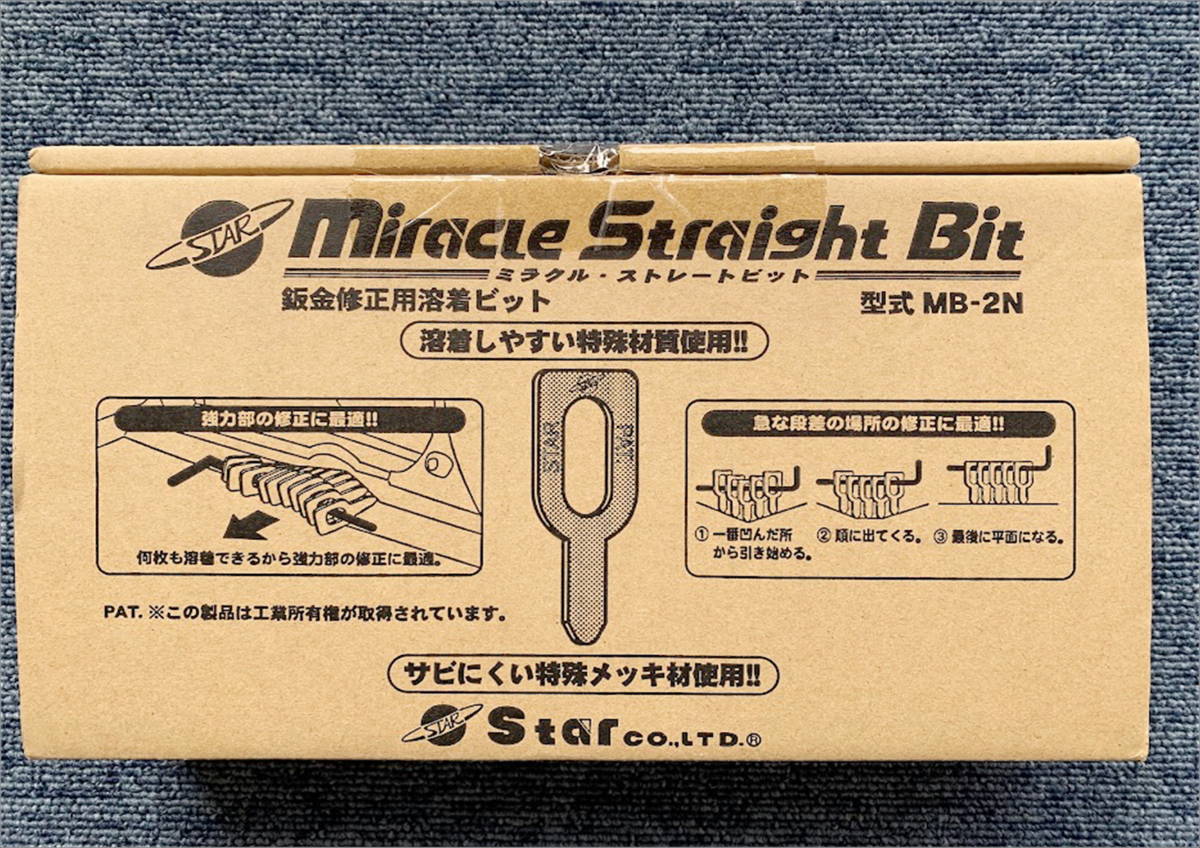 STAR Miracle Straight Bit
ミラクル・ストレートビット
鈑金修正用溶着ビット 型式 MB-2N
溶着しやすい特殊材質使用!!
強力部の修正に最適!!
何枚も溶着できるから強力部の修正に最適。
STAR
急な段差の場所の修正に最適!!
① 一番凹んだ所
から引き始める。
② 順に出てくる。
③ 最後に平面になる。
PAT. ※この製品は工業所有権が取得されています。
サビにくい特殊メッキ材使用!!
STAR Star CO.,LTD.®